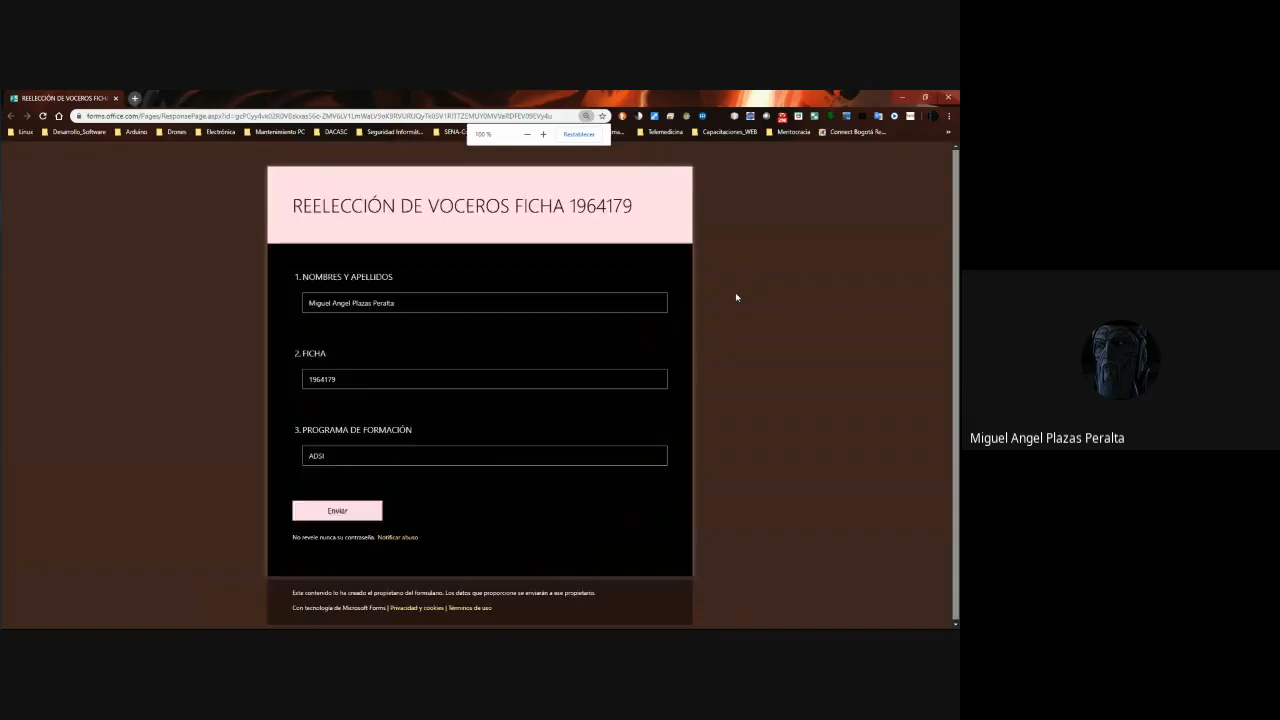 REELECCIÓN DE VOCEROS FICH
Linux Desarrollo_Software Arduino Drones Electrónica Mantenimiento PC DACASC Seguridad Informát... Telemedicina Capacitaciones_WEB Meritocracia Connect Bogotá Re... »
100 % − + Restablecer
REELECCIÓN DE VOCEROS FICHA 1964179
1. NOMBRES Y APELLIDOS
Miguel Angel Plazas Peralta
2. FICHA
1964179
3. PROGRAMA DE FORMACIÓN
ADSI
Enviar
No revele nunca su contraseña. Notificar abuso
Este contenido lo ha creado el propietario del formulario. Los datos que proporcione se enviarán a ese propietario.
Con tecnología de Microsoft Forms | Privacidad y cookies | Términos de uso
Miguel Angel Plazas Peralta